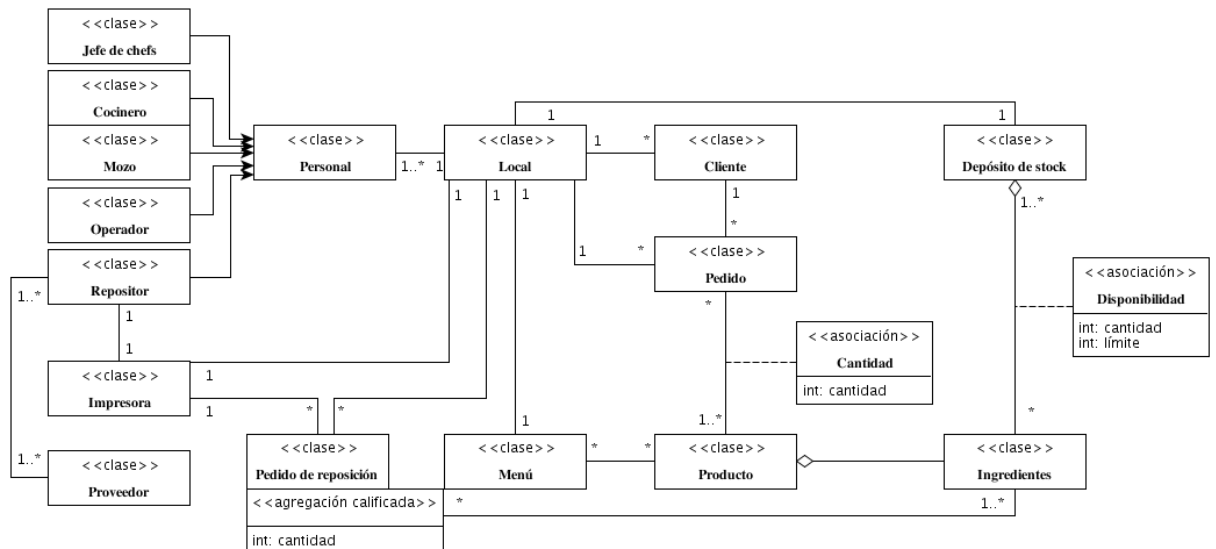 <<clase>>
Jefe de chefs
<<clase>>
Cocinero
<<clase>>
Mozo
<<clase>>
Operador
<<clase>>
Repositor
1..*
1
1
<<clase>>
Impresora
1
1
1..*
<<clase>>
Proveedor
<<clase>>
Personal
1..*
1
<<clase>>
Local
1
1
1
1
1
1
*
<<clase>>
Cliente
1
*
1
*
<<clase>>
Pedido
*
1
<<clase>>
Depósito de stock
1..*
<<asociación>>
Disponibilidad
int: cantidad
int: límite
<<asociación>>
Cantidad
int: cantidad
*
*
1
1..*
*
<<clase>>
Pedido de reposición
<<agregación calificada>>
int: cantidad
<<clase>>
Menú
*
*
<<clase>>
Producto
<<clase>>
Ingredientes
*
1..*